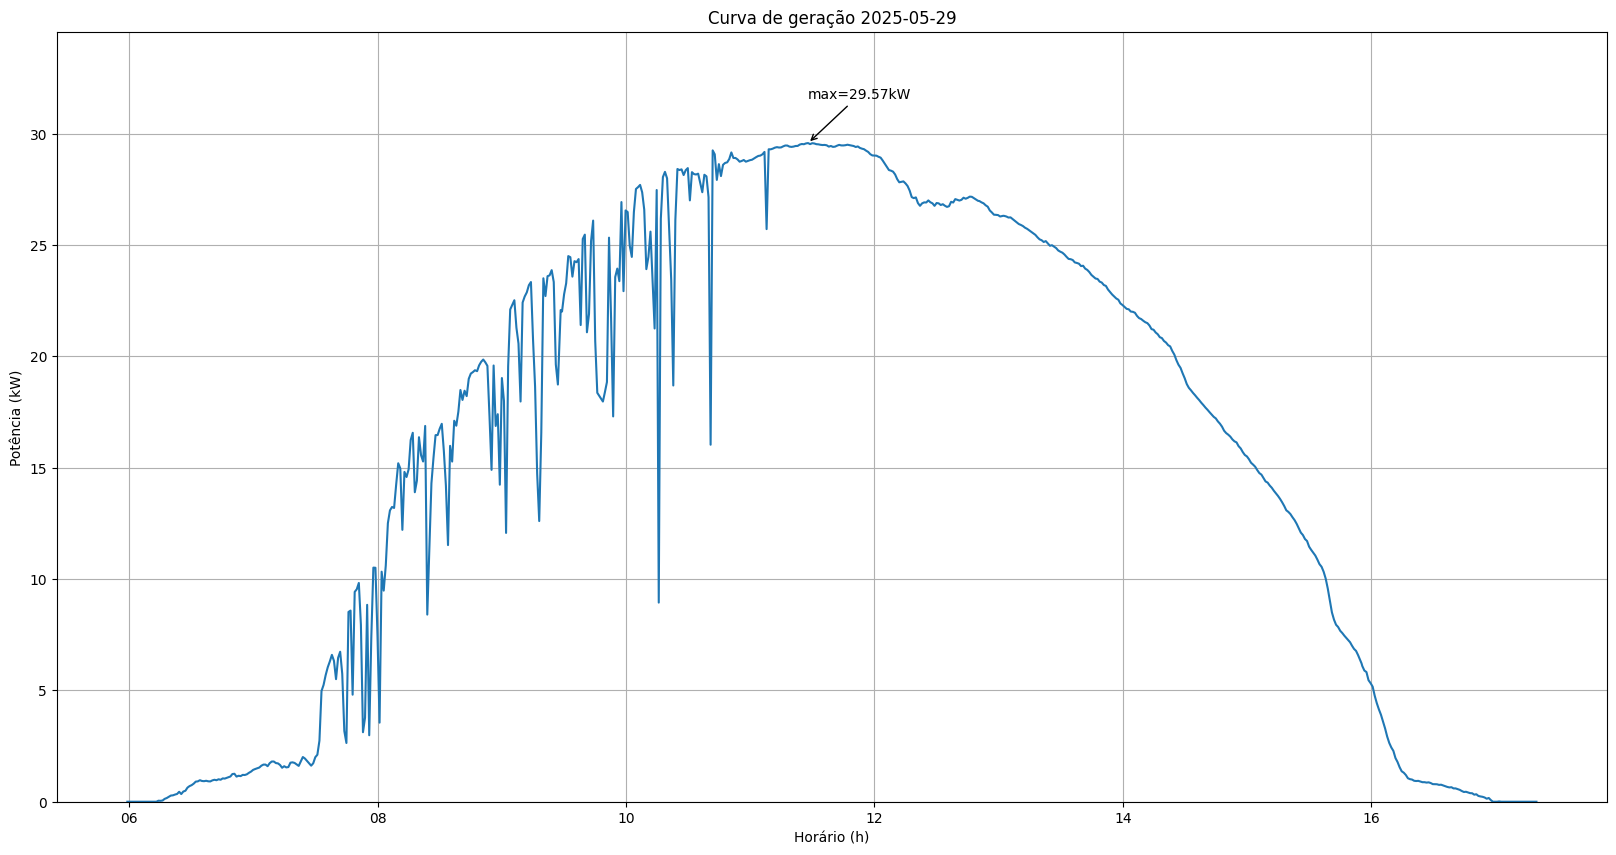 Curva de geração 2025-05-29
max=29.57kW
Potência (kW)
30
25
20
15
10
5
0
06 08 10 12 14 16
Horário (h)